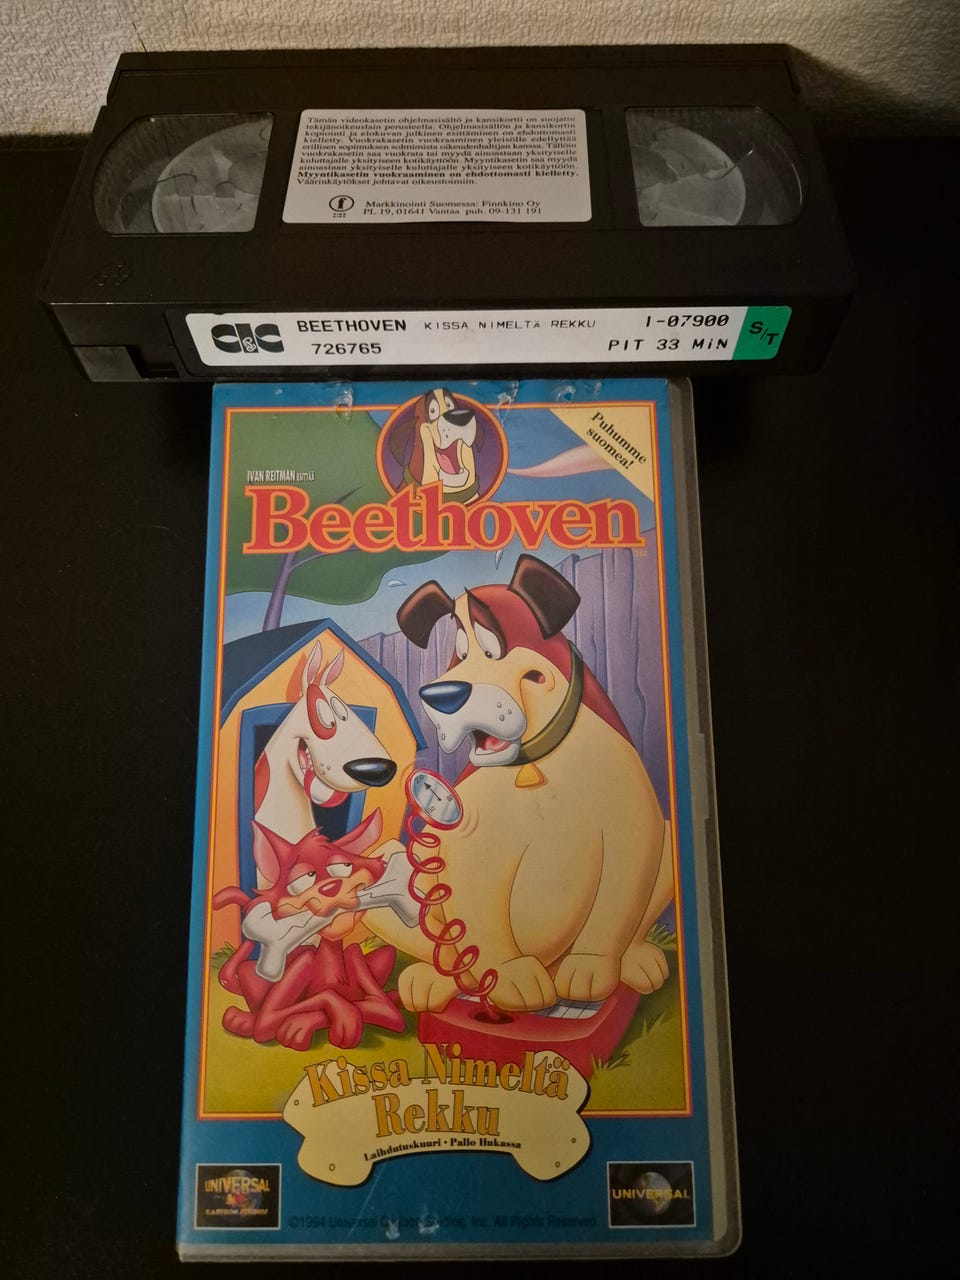 Tämän videokasetin ohjelmasisältö ja kansikortti on suojattu
tekijänoikeuslain perusteella. Ohjelmasisällön ja kansikortin
kopiointi ja elokuvan julkinen esittäminen on ehdottomasti
kielletty. Vuokrakasetin vuokraaminen yleisölle edellyttää
erillisen sopimuksen solmimista oikeudenhaltijan kanssa. Tällöin
vuokrakasetin saa vuokrata tai myydä ainoastaan yksityiselle
kuluttajalle yksityiseen kotikäyttöön. Myyntikasetin saa myydä
ainoastaan yksityiselle kuluttajalle yksityiseen kotikäyttöön.
Myyntikasetin vuokraaminen on ehdottomasti kielletty.
Väärinkäytökset johtavat oikeustoimiin.
Markkinointi Suomessa: Finnkino Oy
PL 19, 01641 Vantaa puh. 09-131 191
CIC BEETHOVEN KISSA NIMELTÄ REKKU I-07900
726765 PIT 33 MiN
S/T
Puhumme
suomea!
IVAN REITMAN ESITTÄÄ
Beethoven
Kissa Nimeltä
Rekku
Laihdutuskuuri • Pallo Hukassa
UNIVERSAL
CARTOON STUDIOS
UNIVERSAL
©1994 Universal Cartoon Studios, Inc. All Rights Reserved.